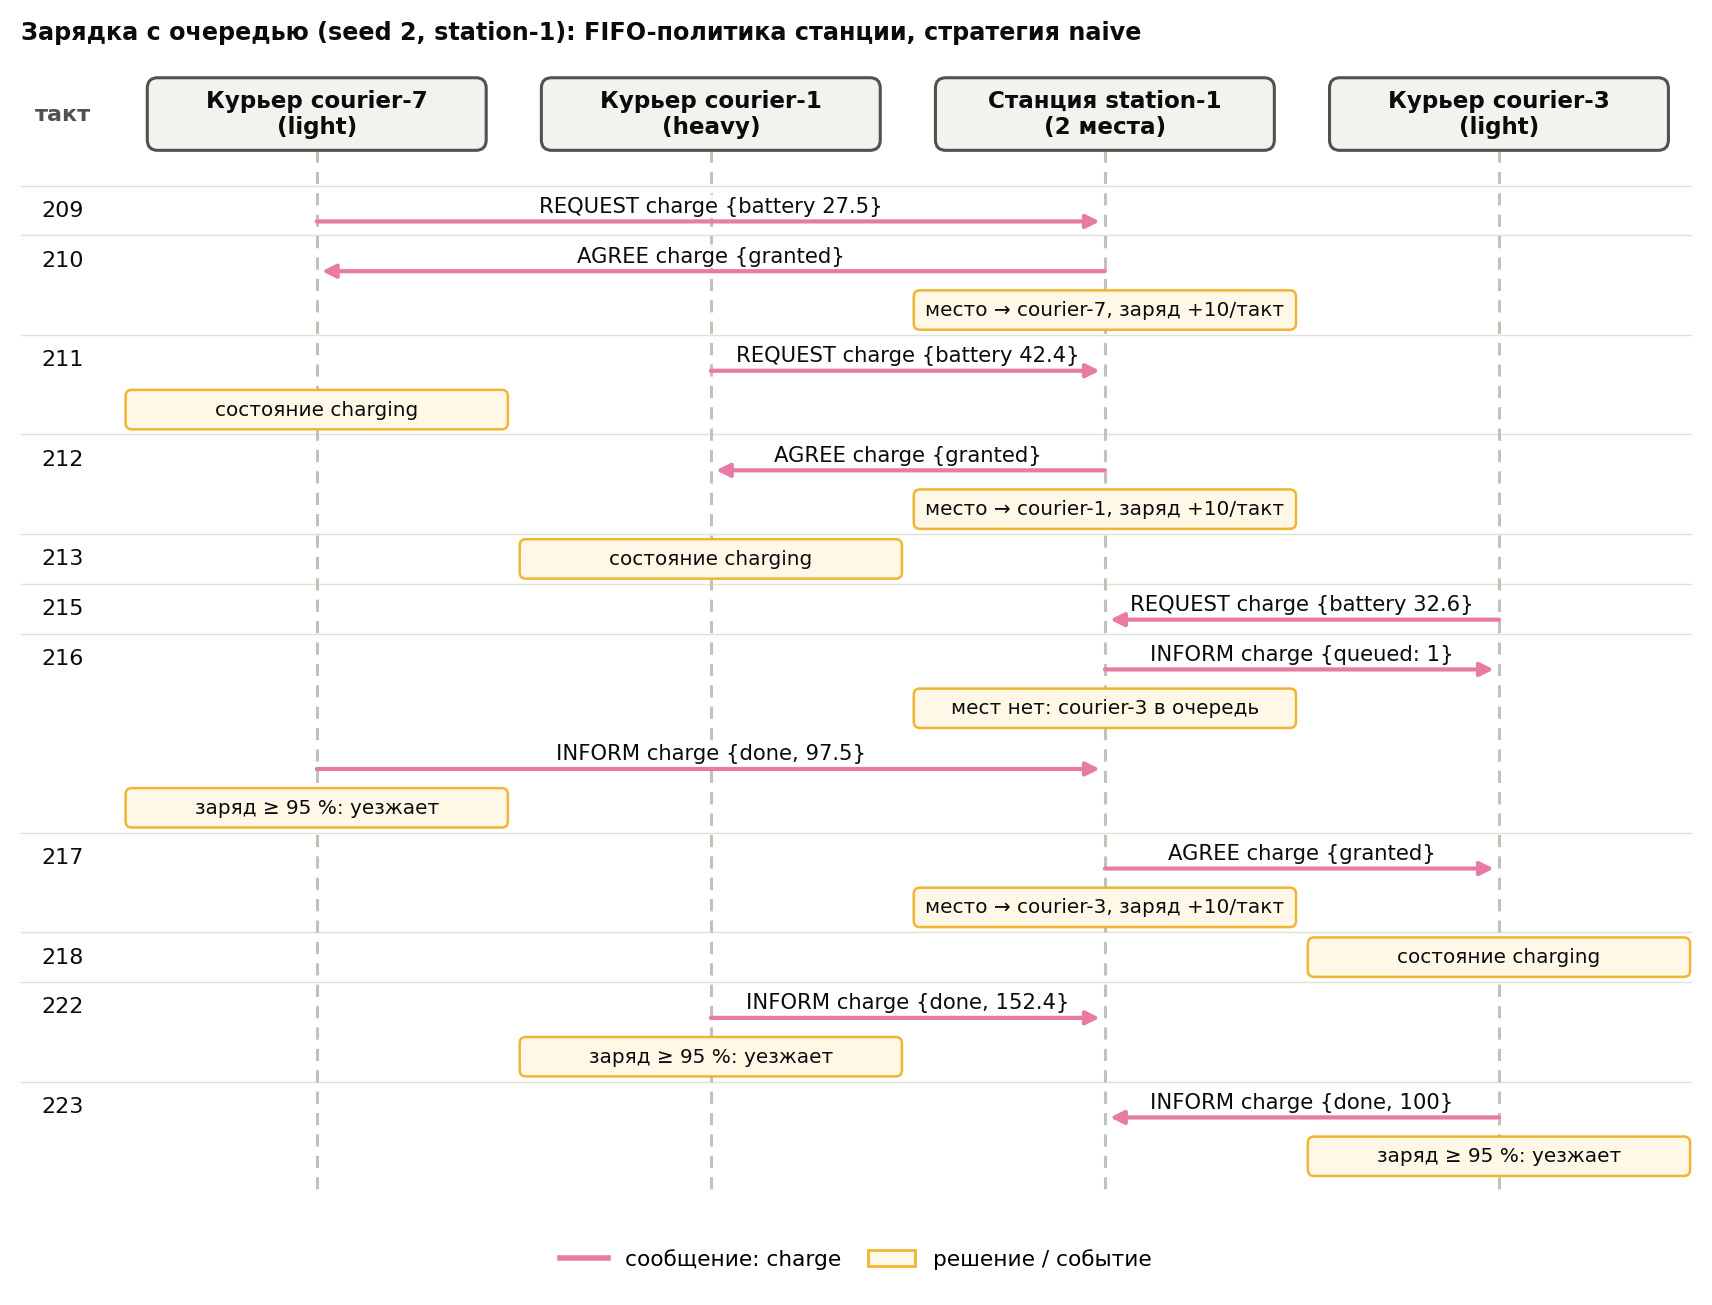 Зарядка с очередью (seed 2, station-1): FIFO-политика станции, стратегия naive
такт
Курьер courier-7
(light)
Курьер courier-1
(heavy)
Станция station-1
(2 места)
Курьер courier-3
(light)
209
REQUEST charge {battery 27.5}
210
AGREE charge {granted}
место → courier-7, заряд +10/такт
211
REQUEST charge {battery 42.4}
состояние charging
212
AGREE charge {granted}
место → courier-1, заряд +10/такт
213
состояние charging
215
REQUEST charge {battery 32.6}
216
INFORM charge {queued: 1}
мест нет: courier-3 в очередь
INFORM charge {done, 97.5}
заряд ≥ 95 %: уезжает
217
AGREE charge {granted}
место → courier-3, заряд +10/такт
218
состояние charging
222
INFORM charge {done, 152.4}
заряд ≥ 95 %: уезжает
223
INFORM charge {done, 100}
заряд ≥ 95 %: уезжает
сообщение: charge
решение / событие